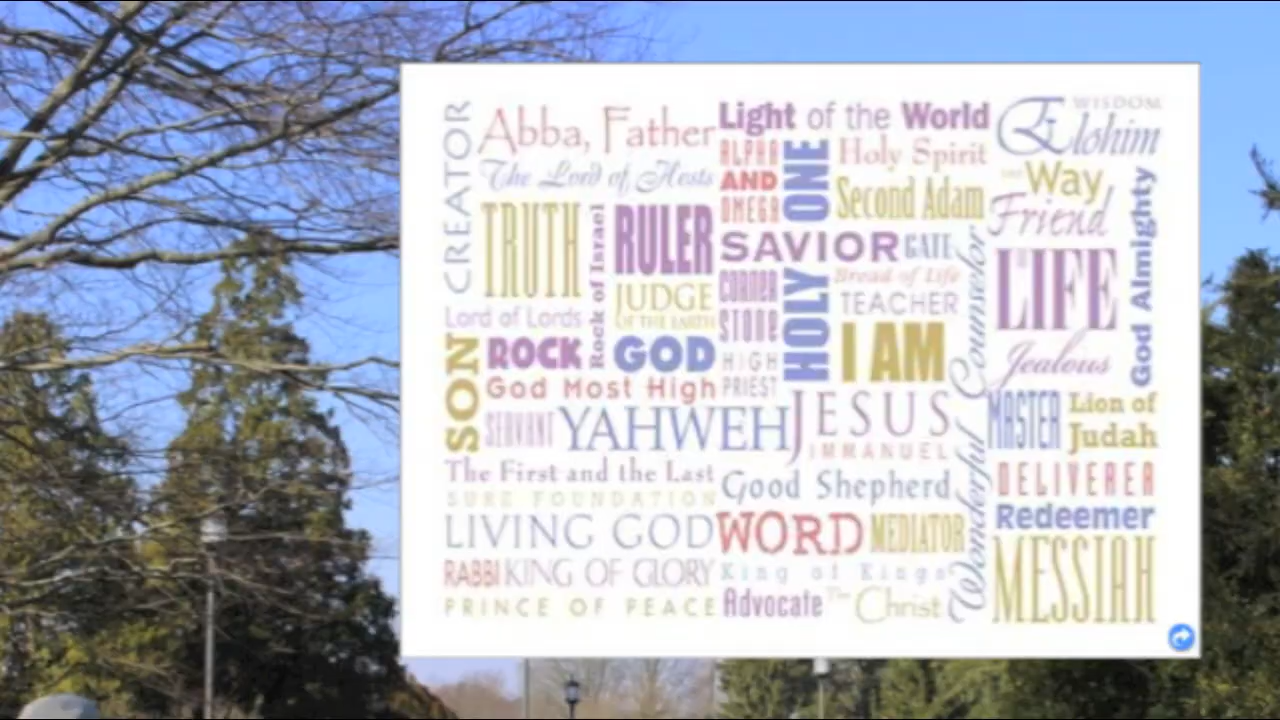 CREATOR
Abba, Father
The Lord of Hosts
TRUTH
Rock of Israel
RULER
JUDGE
OF THE EARTH
Lord of Lords
SON
ROCK
GOD
God Most High
SERVANT
YAHWEH
The First and the Last
SURE FOUNDATION
LIVING GOD
RABBI
KING OF GLORY
PRINCE OF PEACE
Light of the World
ALPHA
AND
OMEGA
HOLY ONE
Holy Spirit
Second Adam
SAVIOR
GATE
CORNER
STONE
Bread of Life
TEACHER
HIGH
PRIEST
I AM
JESUS
IMMANUEL
Good Shepherd
WORD
MEDIATOR
King of Kings
Advocate
The Christ
Wonderful Counselor
WISDOM
Elohim
Way
Friend
God Almighty
LIFE
Jealous
MASTER
Lion of
Judah
DELIVERER
Redeemer
MESSIAH